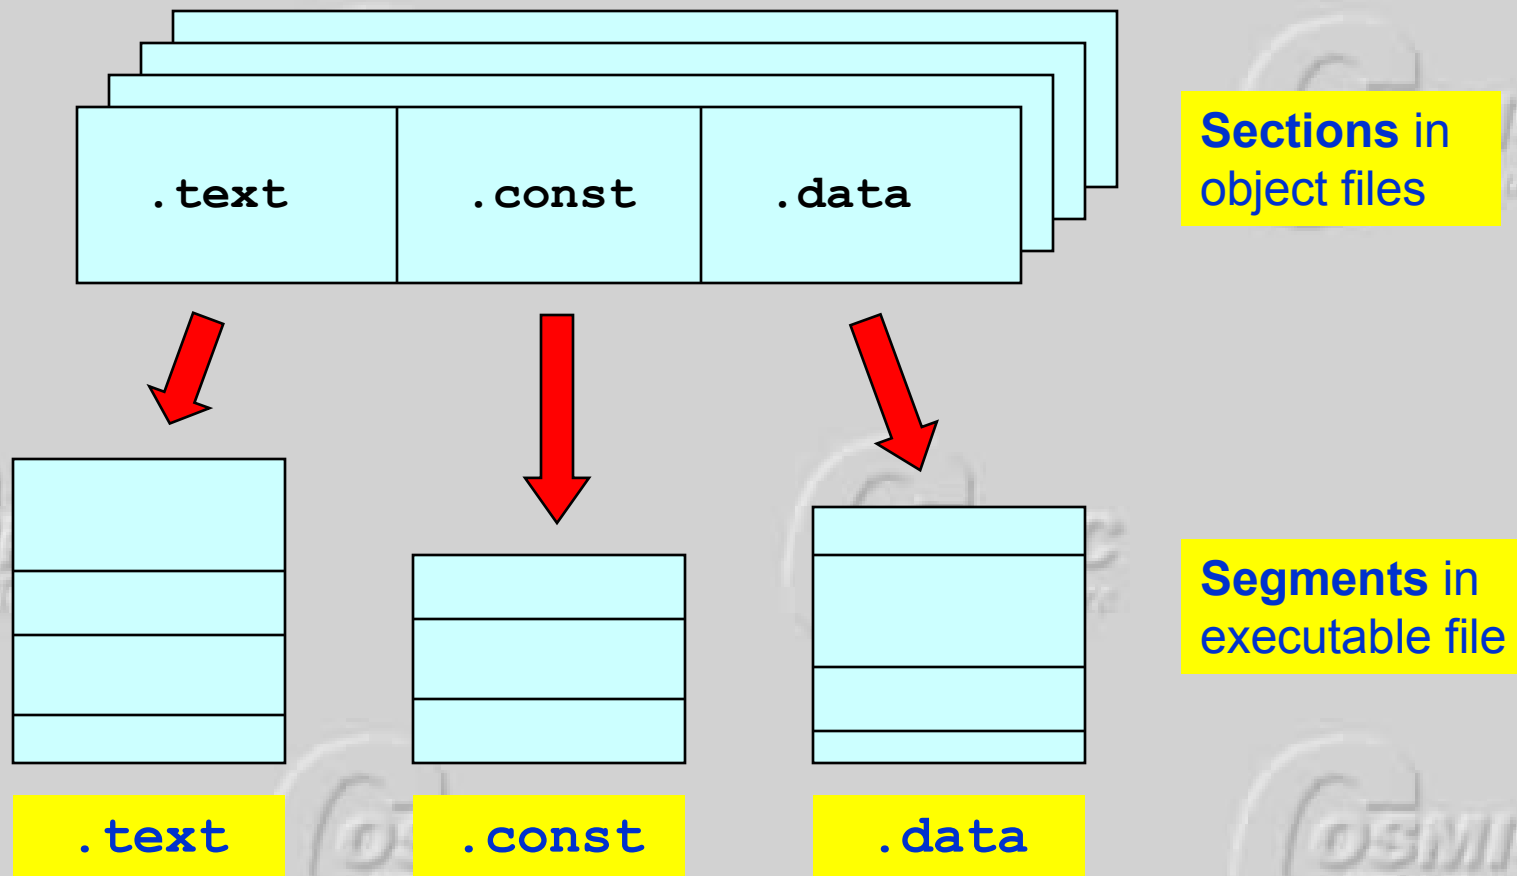 .text
.const
.data
Sections in
object files
Segments in
executable file
.text
.const
.data